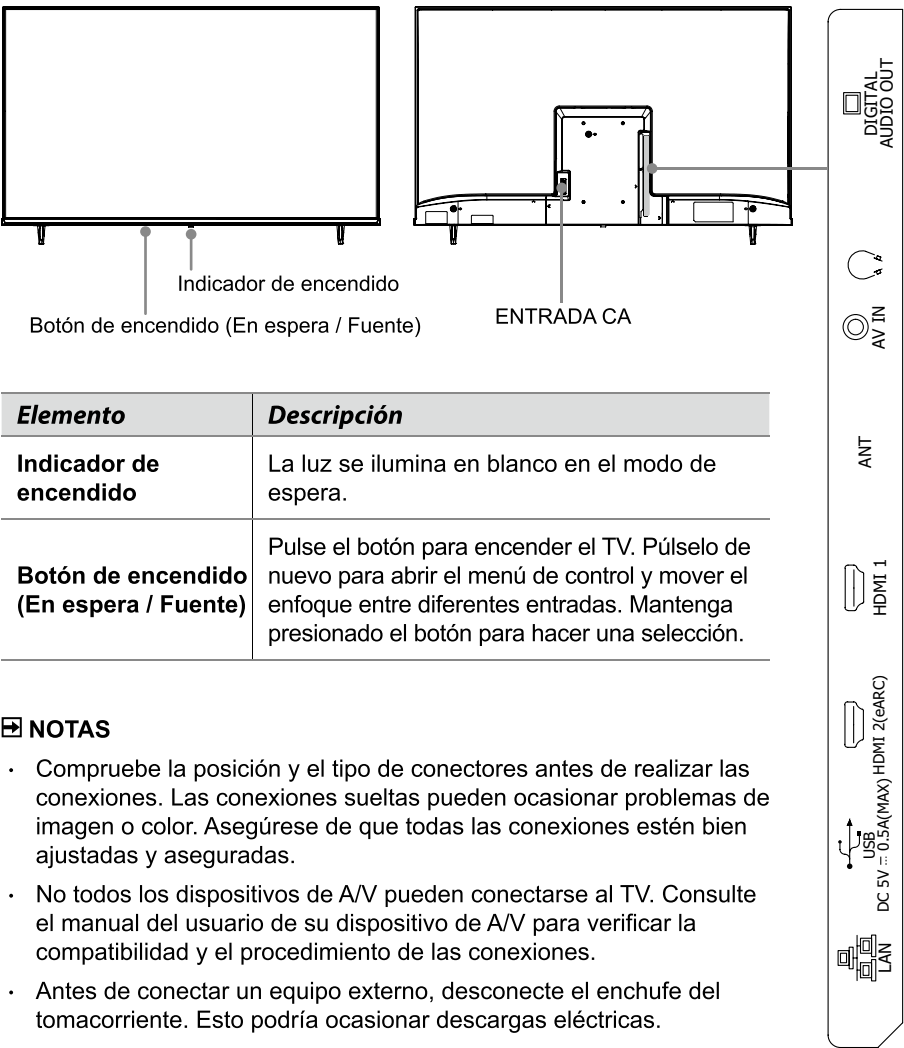 Indicador de encendido
Botón de encendido (En espera / Fuente)
ENTRADA CA
DIGITAL
AUDIO OUT
AV IN
ANT
HDMI 1
HDMI 2(eARC)
USB
DC 5V ⎓ 0.5A(MAX)
LAN
Elemento Descripción
Indicador de
encendido
La luz se ilumina en blanco en el modo de
espera.
Botón de encendido
(En espera / Fuente)
Pulse el botón para encender el TV. Púlselo de
nuevo para abrir el menú de control y mover el
enfoque entre diferentes entradas. Mantenga
presionado el botón para hacer una selección.
NOTAS
• Compruebe la posición y el tipo de conectores antes de realizar las
conexiones. Las conexiones sueltas pueden ocasionar problemas de
imagen o color. Asegúrese de que todas las conexiones estén bien
ajustadas y aseguradas.
• No todos los dispositivos de A/V pueden conectarse al TV. Consulte
el manual del usuario de su dispositivo de A/V para verificar la
compatibilidad y el procedimiento de las conexiones.
• Antes de conectar un equipo externo, desconecte el enchufe del
tomacorriente. Esto podría ocasionar descargas eléctricas.